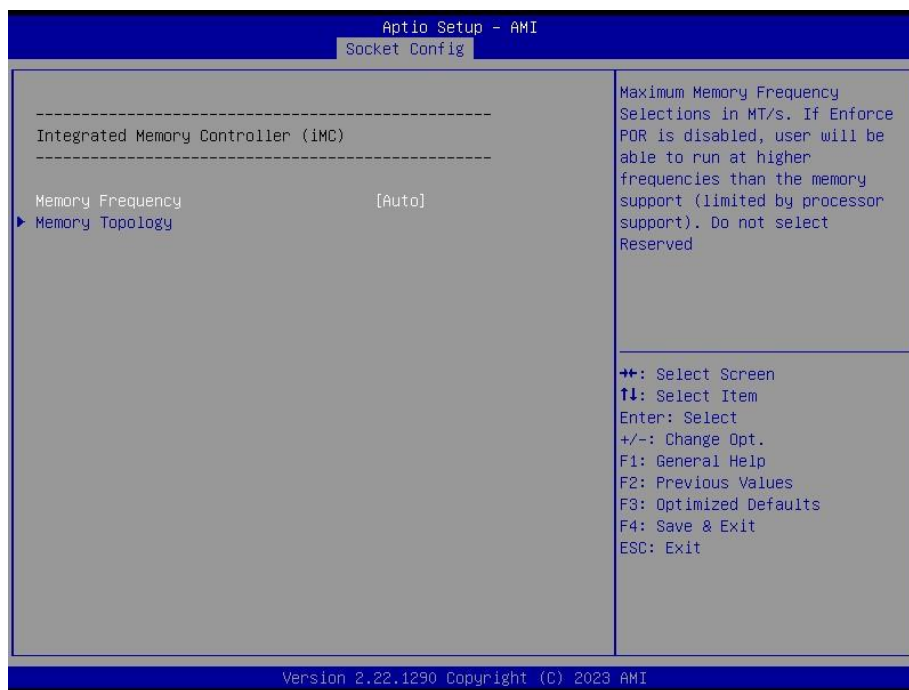 Aptio Setup – AMI
Socket Config
--------------------------------------------------
Integrated Memory Controller (iMC)
--------------------------------------------------
Memory Frequency [Auto]
▶ Memory Topology
Maximum Memory Frequency
Selections in MT/s. If Enforce
POR is disabled, user will be
able to run at higher
frequencies than the memory
support (limited by processor
support). Do not select
Reserved
→←: Select Screen
↑↓: Select Item
Enter: Select
+/-: Change Opt.
F1: General Help
F2: Previous Values
F3: Optimized Defaults
F4: Save & Exit
ESC: Exit
Version 2.22.1290 Copyright (C) 2023 AMI